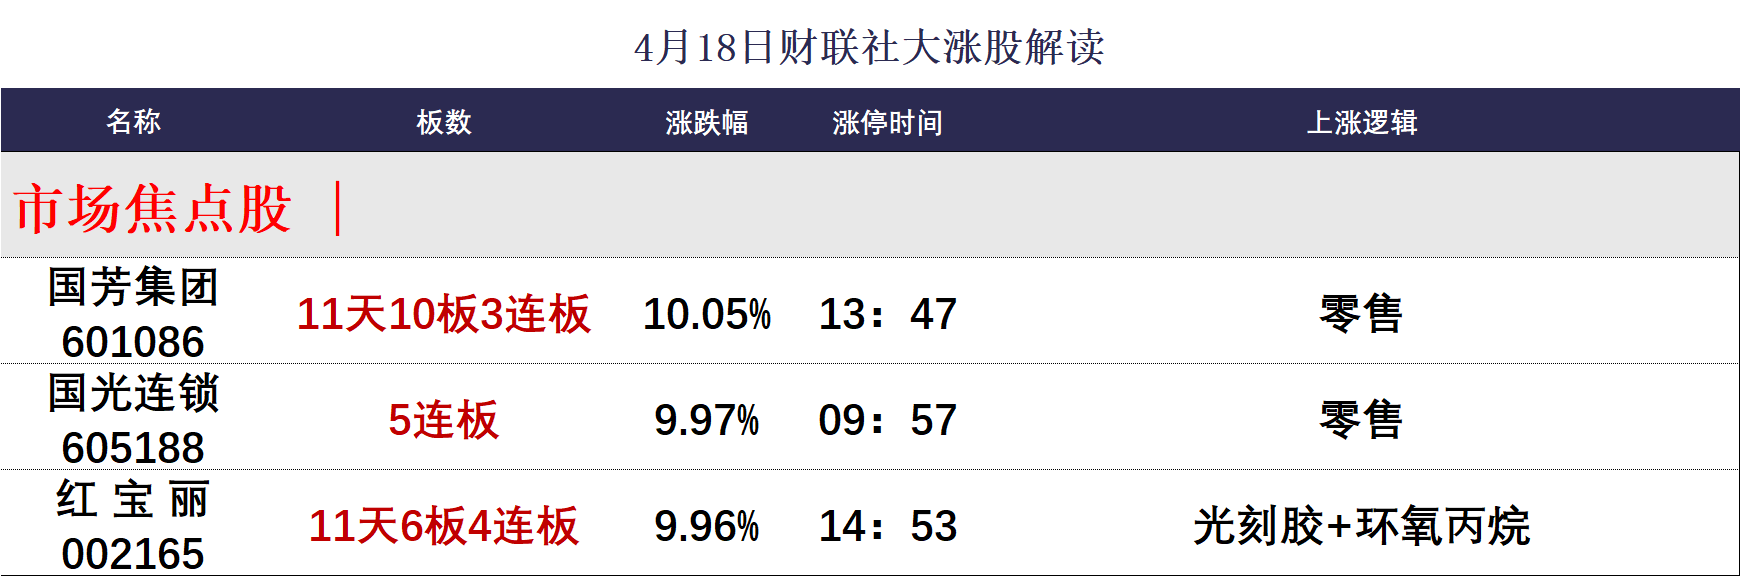 4月18日财联社大涨股解读
名称 板数 涨跌幅 涨停时间 上涨逻辑
市场焦点股 ｜
国芳集团
601086 11天10板3连板 10.05% 13：47 零售
国光连锁
605188 5连板 9.97% 09：57 零售
红宝丽
002165 11天6板4连板 9.96% 14：53 光刻胶+环氧丙烷